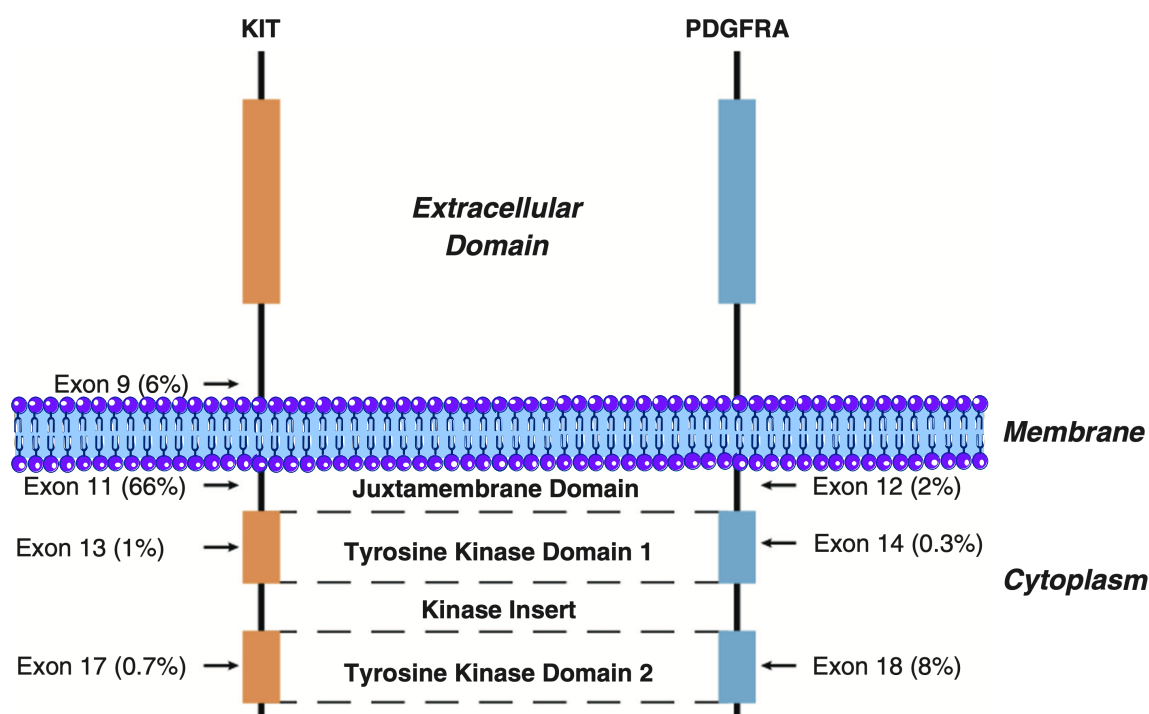 KIT
PDGFRA
Extracellular
Domain
Exon 9 (6%)
Membrane
Exon 11 (66%)
Juxtamembrane Domain
Exon 12 (2%)
Exon 13 (1%)
Tyrosine Kinase Domain 1
Exon 14 (0.3%)
Cytoplasm
Kinase Insert
Exon 17 (0.7%)
Tyrosine Kinase Domain 2
Exon 18 (8%)